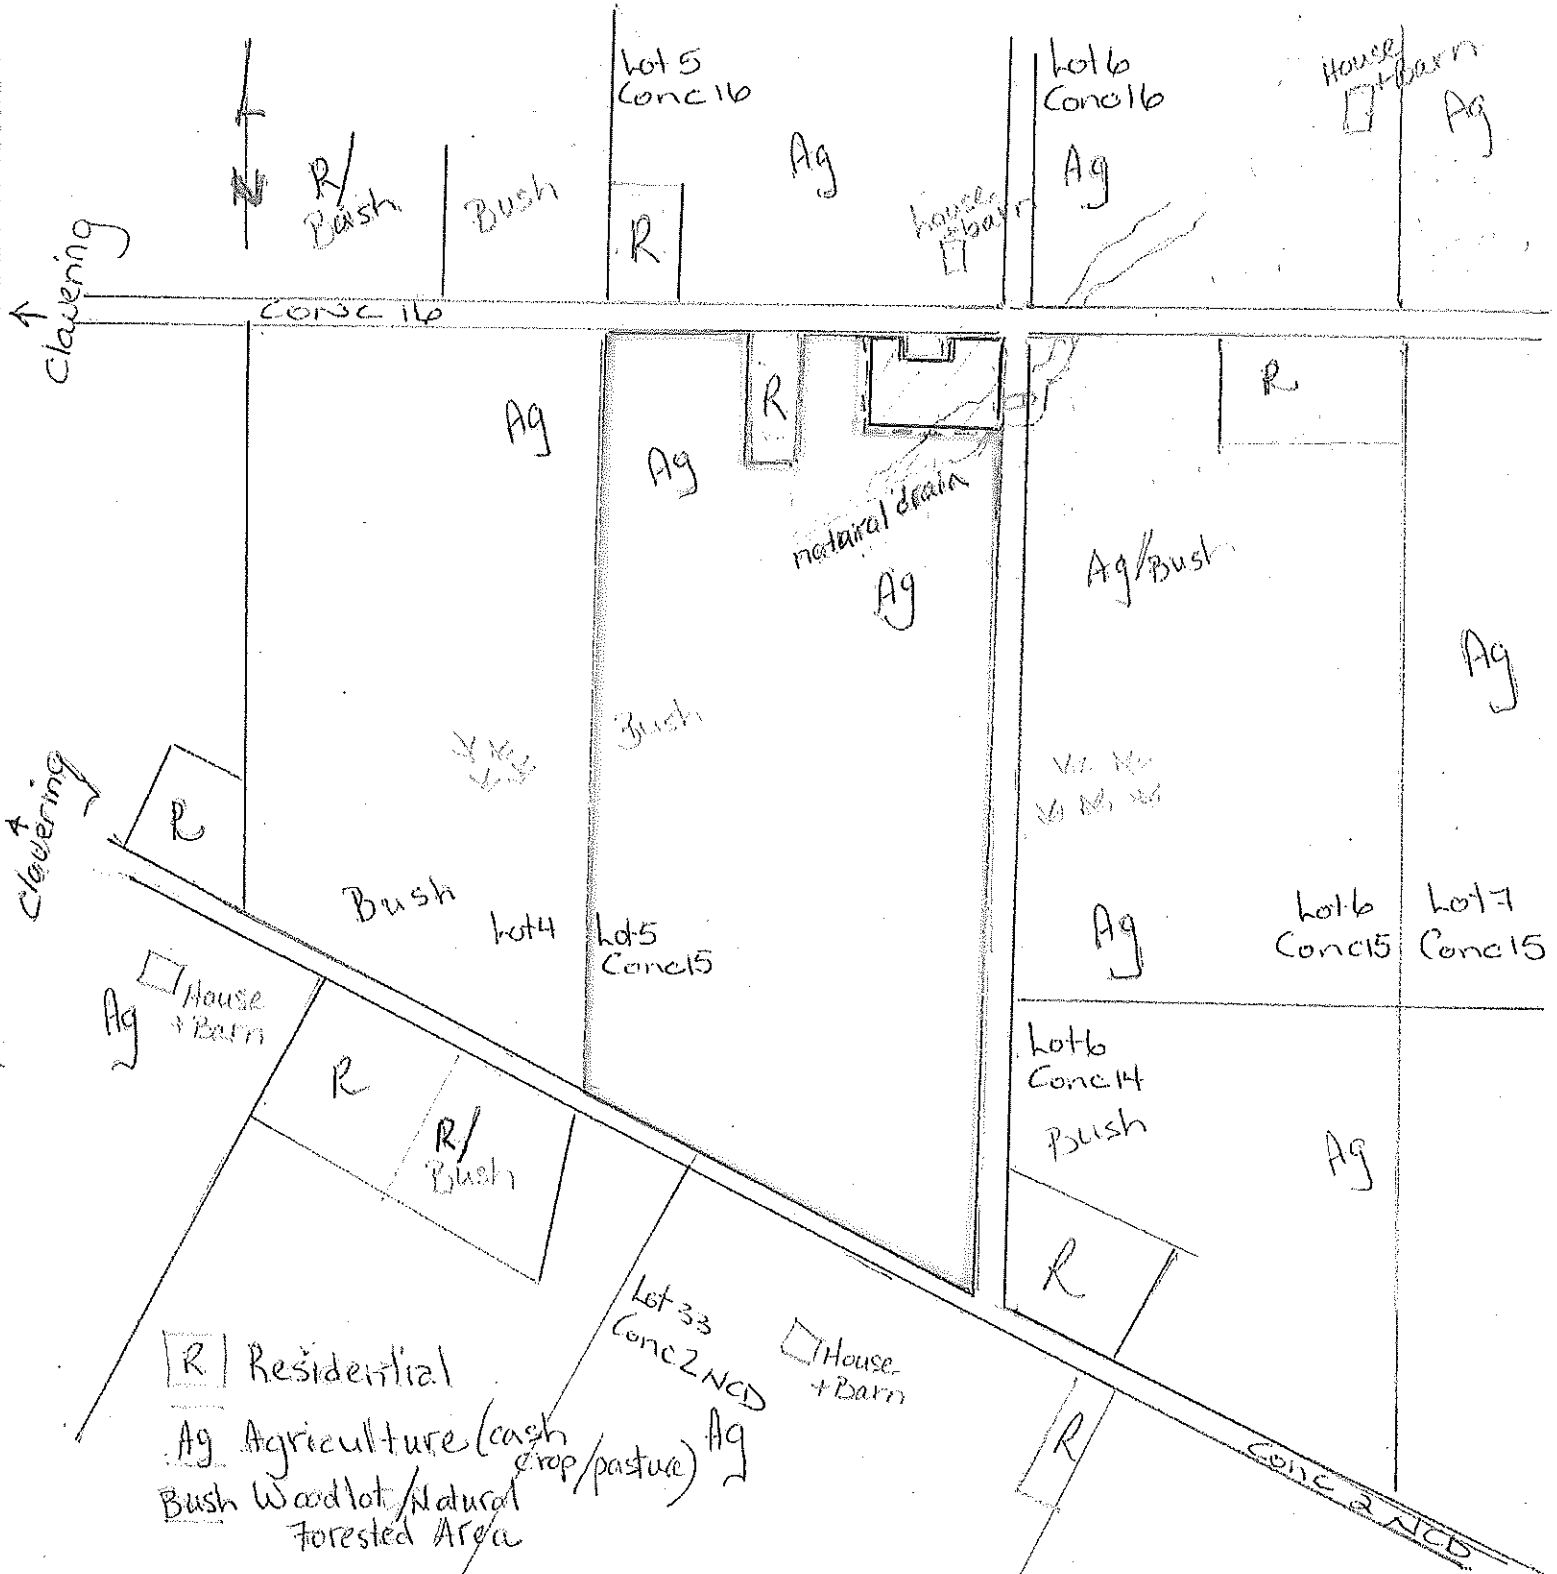 Lot 5
Conc 16
Lot 6
Conc 16
House
+ Barn
Ag
N
R/
Bush
Bush
R
Ag
house
+ barn
Ag
Clavering
CONC 16
Ag
Ag
R
R
natural drain
Ag
Ag/Bush
Ag
Bush
Clavering
R
Bush
Lot 4
Lot 5
Conc 15
Ag
Lot 6
Conc 15
Lot 7
Conc 15
House
+ Barn
Ag
R
R/
Bush
Lot 6
Conc 14
Bush
Ag
R
Lot 33
Conc 2 NCD
House
+ Barn
Ag
R
Conc 2 NCD
R Residential
Ag Agriculture (cash
crop/pasture)
Bush Woodlot/Natural
Forested Area